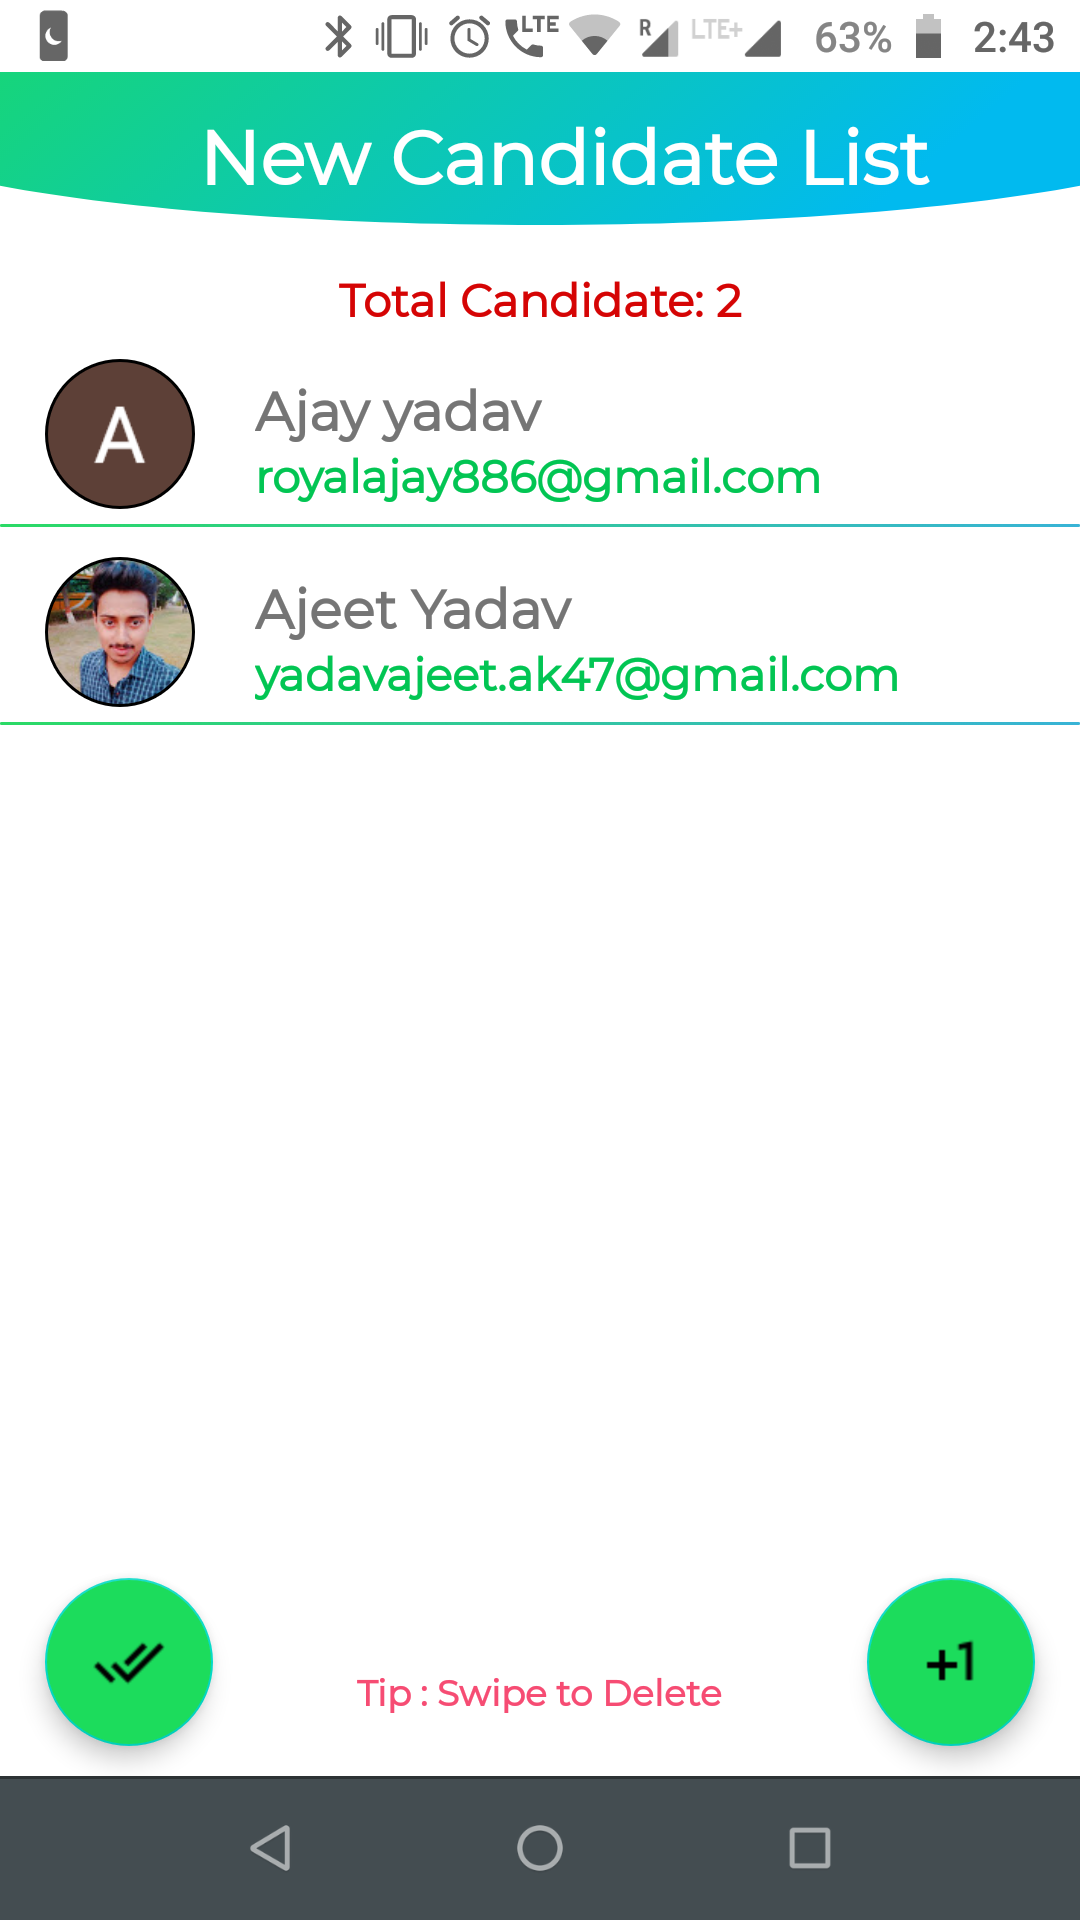 LTE R LTE+ 63% 2:43
New Candidate List
Total Candidate: 2
A
Ajay yadav
royalajay886@gmail.com
Ajeet Yadav
yadavajeet.ak47@gmail.com
+1
Tip : Swipe to Delete